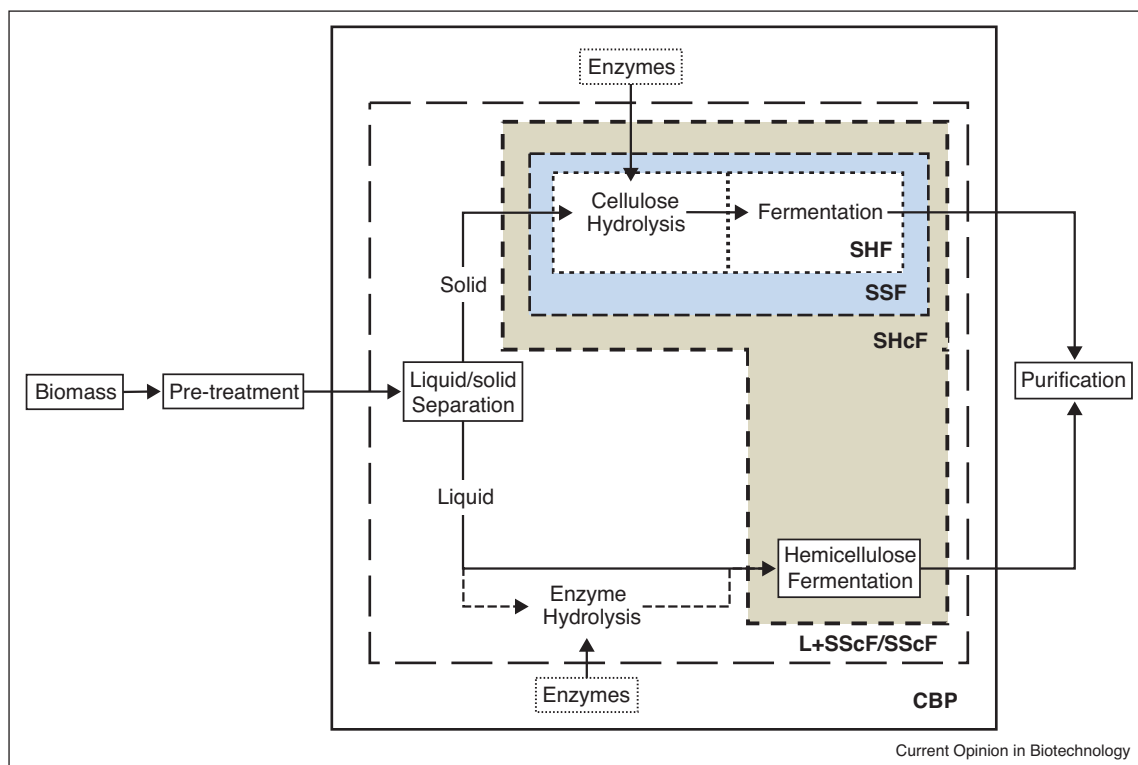 Enzymes
Cellulose
Hydrolysis
Fermentation
SHF
SSF
Solid
SHcF
Biomass
Pre-treatment
Liquid/solid
Separation
Purification
Liquid
Hemicellulose
Fermentation
Enzyme
Hydrolysis
L+SScF/SScF
Enzymes
CBP
Current Opinion in Biotechnology